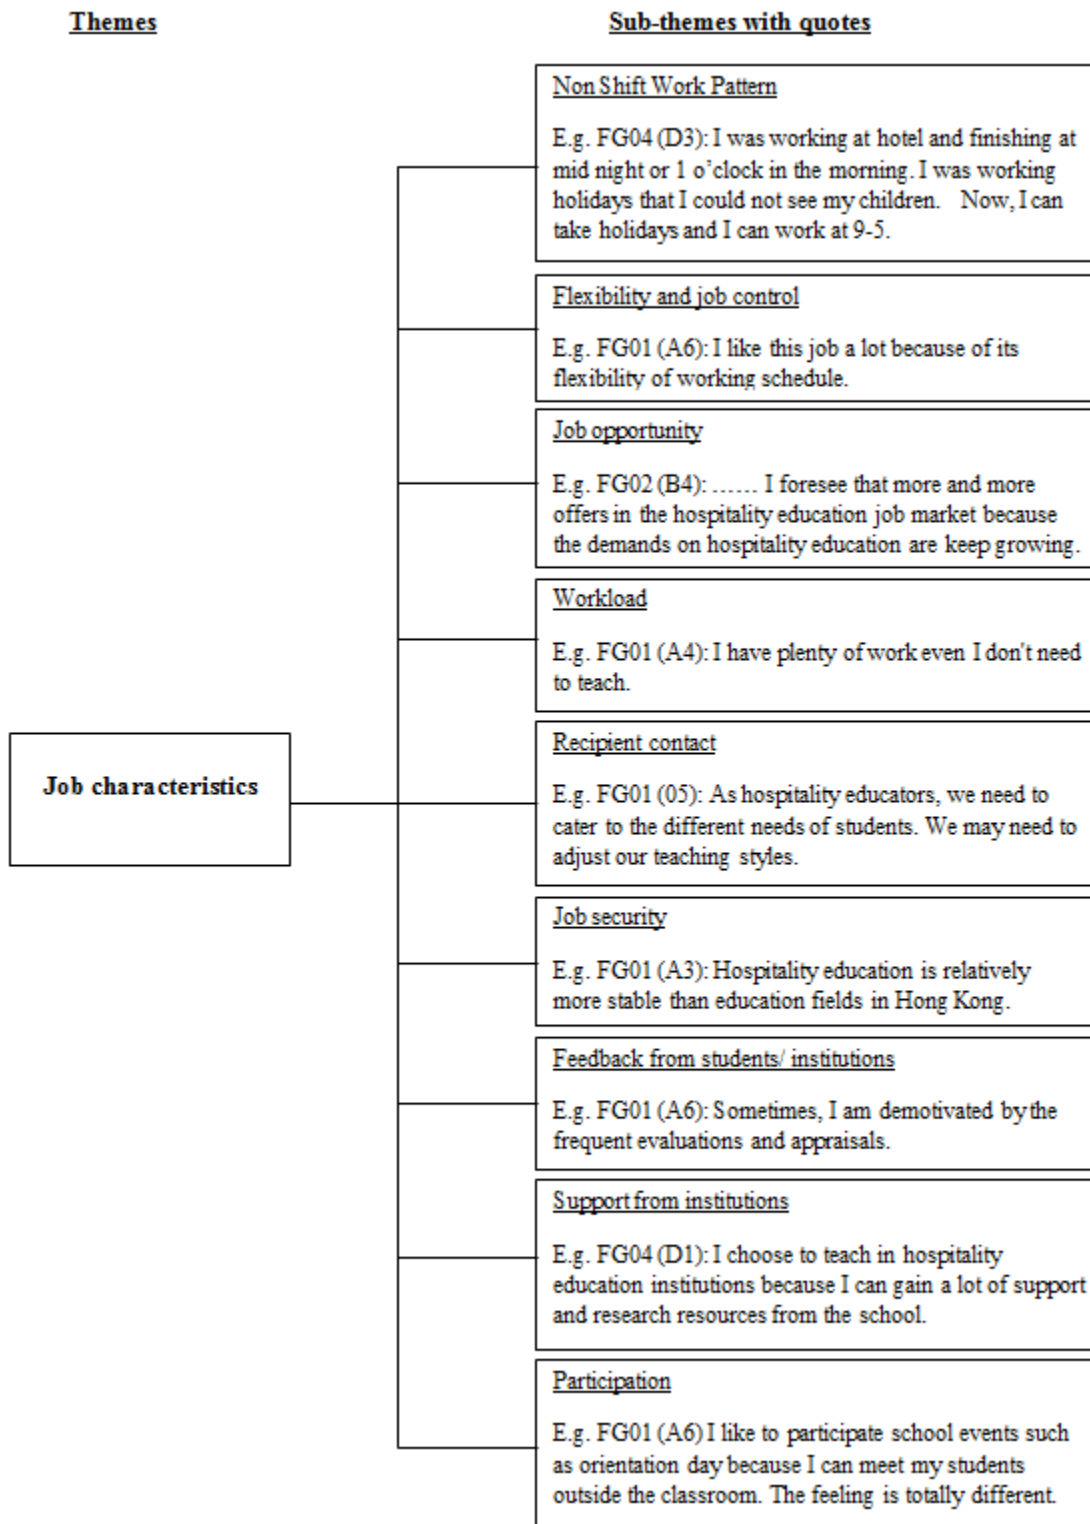 Themes
Sub-themes with quotes
Non Shift Work Pattern
E.g. FG04 (D3): I was working at hotel and finishing at
mid night or 1 o'clock in the morning. I was working
holidays that I could not see my children. Now, I can
take holidays and I can work at 9-5.
Flexibility and job control
E.g. FG01 (A6): I like this job a lot because of its
flexibility of working schedule.
Job opportunity
E.g. FG02 (B4): …… I foresee that more and more
offers in the hospitality education job market because
the demands on hospitality education are keep growing.
Workload
E.g. FG01 (A4): I have plenty of work even I don't need
to teach.
Job characteristics
Recipient contact
E.g. FG01 (05): As hospitality educators, we need to
cater to the different needs of students. We may need to
adjust our teaching styles.
Job security
E.g. FG01 (A3): Hospitality education is relatively
more stable than education fields in Hong Kong.
Feedback from students/ institutions
E.g. FG01 (A6): Sometimes, I am demotivated by the
frequent evaluations and appraisals.
Support from institutions
E.g. FG04 (D1): I choose to teach in hospitality
education institutions because I can gain a lot of support
and research resources from the school.
Participation
E.g. FG01 (A6) I like to participate school events such
as orientation day because I can meet my students
outside the classroom. The feeling is totally different.